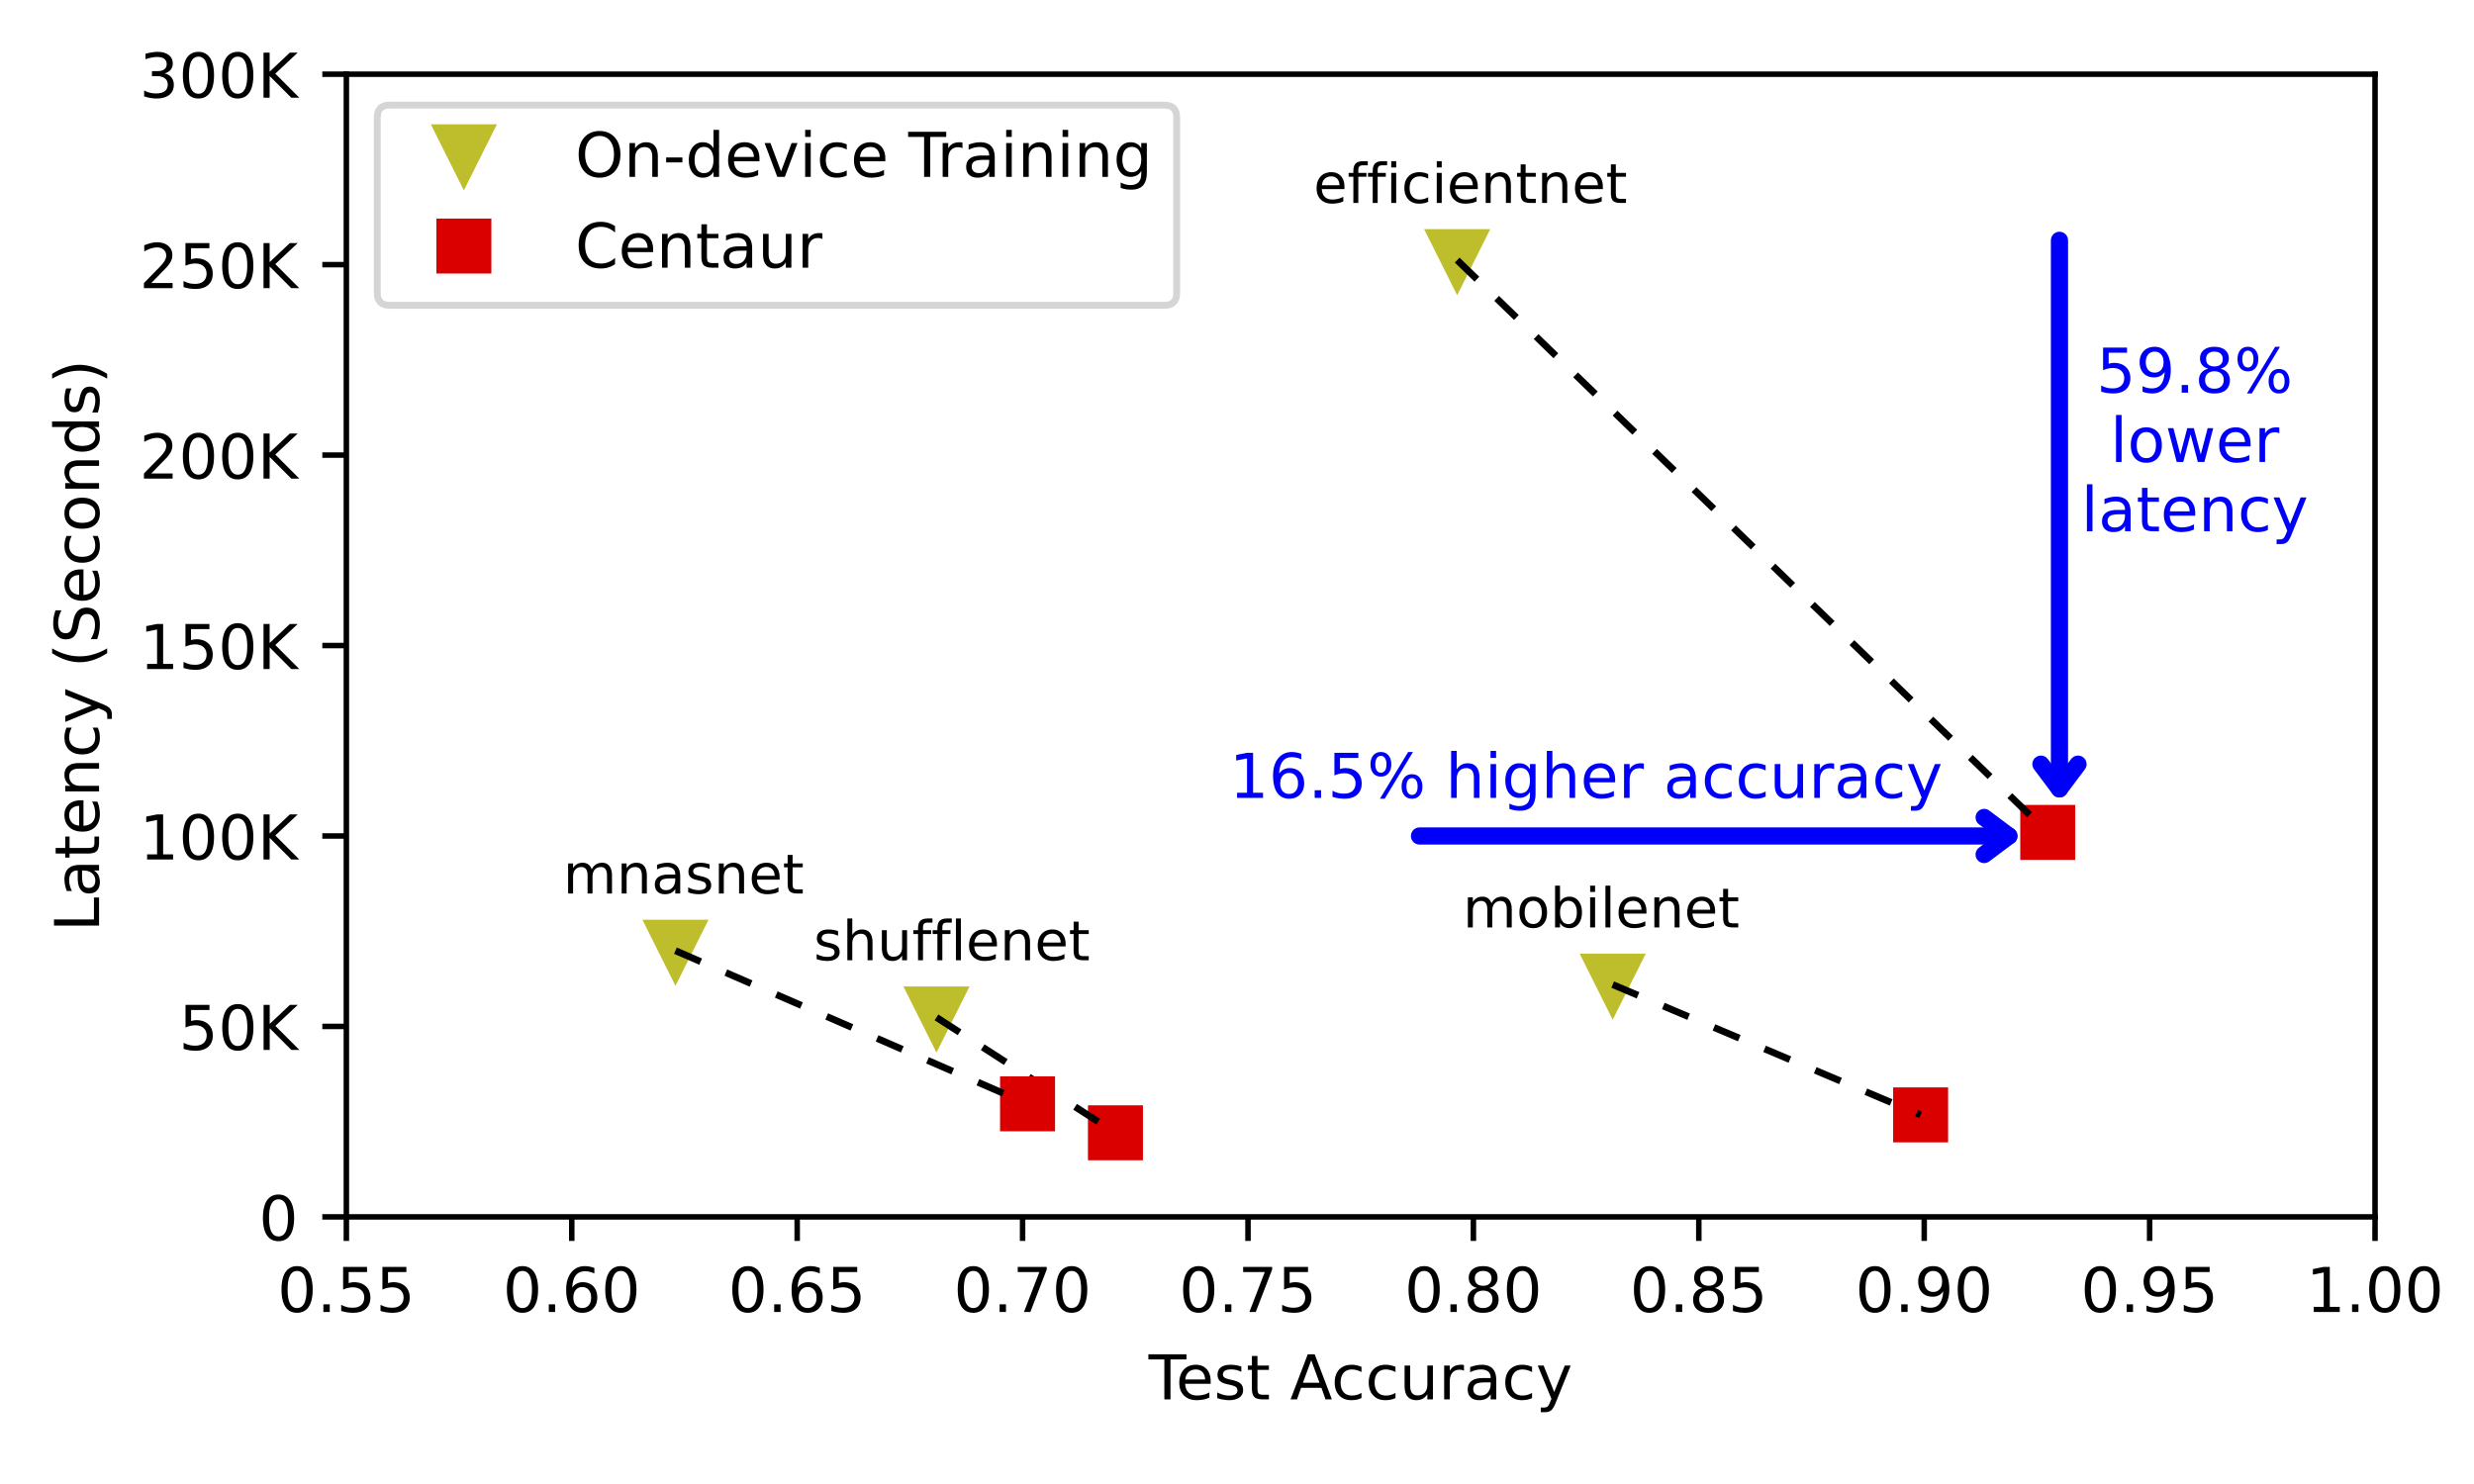 300K
250K
200K
150K
100K
50K
0
Latency (Seconds)
On-device Training
Centaur
efficientnet
59.8%
lower
latency
16.5% higher accuracy
mnasnet
shufflenet
mobilenet
0.55 0.60 0.65 0.70 0.75 0.80 0.85 0.90 0.95 1.00
Test Accuracy